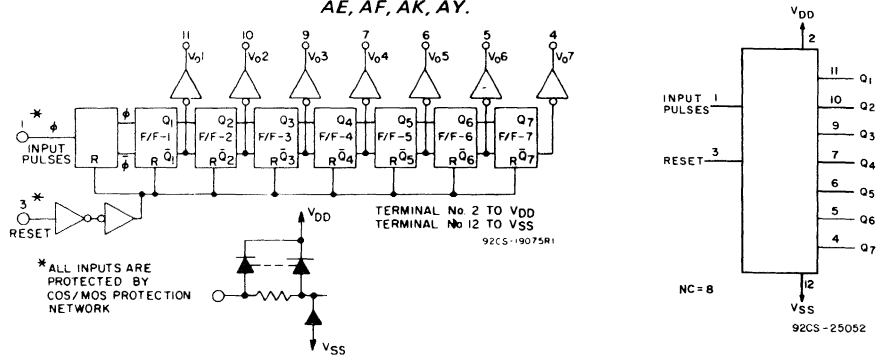 AE, AF, AK, AY.
11 10 9 7 6 5 4
Vo1 Vo2 Vo3 Vo4 Vo5 Vo6 Vo7
1 * ϕ
INPUT
PULSES
R
ϕ
ϕ̅
Q1 Q2 Q3 Q4 Q5 Q6 Q7
F/F-1 F/F-2 F/F-3 F/F-4 F/F-5 F/F-6 F/F-7
R Q̅1 R Q̅2 R Q̅3 R Q̅4 R Q̅5 R Q̅6 R Q̅7
3 *
RESET
TERMINAL No. 2 TO VDD
TERMINAL No 12 TO VSS
92CS-19075R1
* ALL INPUTS ARE
PROTECTED BY
COS/MOS PROTECTION
NETWORK
VDD
VSS
VDD
2
INPUT
PULSES
1
RESET 3
11 Q1
10 Q2
9 Q3
7 Q4
6 Q5
5 Q6
4 Q7
NC=8
12
VSS
92CS-25052